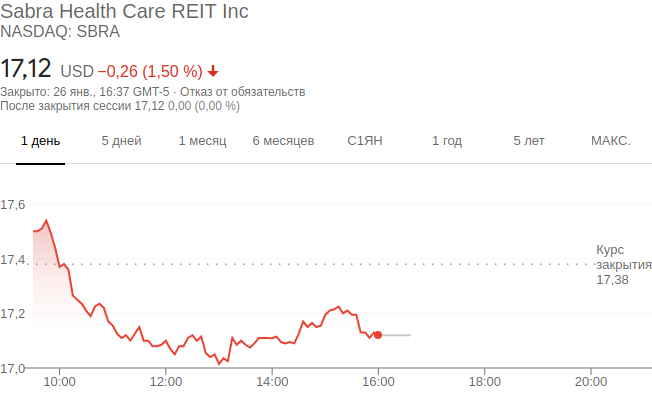 Sabra Health Care REIT Inc
NASDAQ: SBRA
17,12 USD −0,26 (1,50 %)
Закрыто: 26 янв., 16:37 GMT-5 · Отказ от обязательств
После закрытия сессии 17,12 0,00 (0,00 %)
1 день 5 дней 1 месяц 6 месяцев С1ЯН 1 год 5 лет МАКС.
17,6
17,4
17,2
17,0
Курс
закрытия
17,38
10:00 12:00 14:00 16:00 18:00 20:00